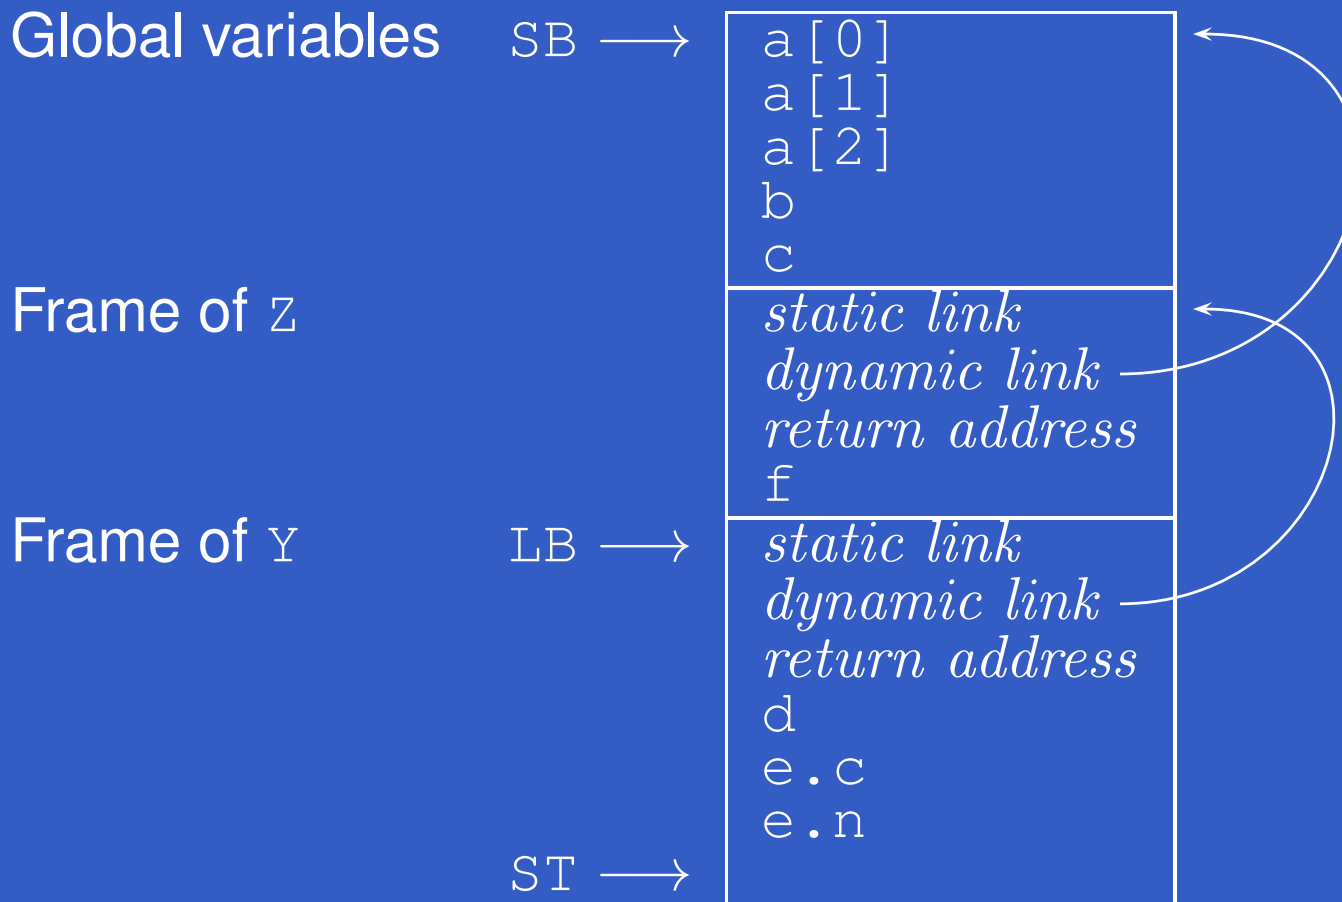 Global variables SB ⟶ a[0]
a[1]
a[2]
b
c
Frame of Z static link
dynamic link
return address
f
Frame of Y LB ⟶ static link
dynamic link
return address
d
e.c
e.n
ST ⟶